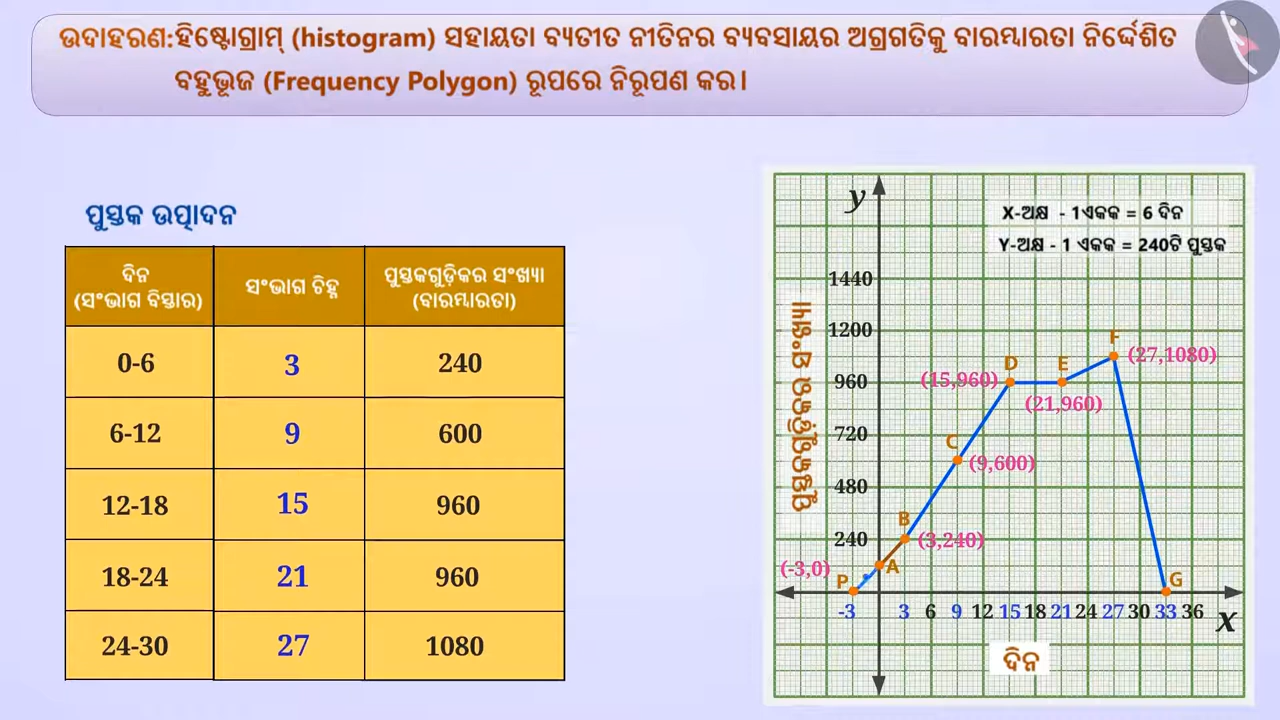 ଉଦାହରଣ:ହିଷ୍ଟୋଗ୍ରାମ୍ (histogram) ସହାୟତା ବ୍ୟତୀତ ନୀତିନର ବ୍ୟବସାୟର ଅଗ୍ରଗତିକୁ ବାରମ୍ବାରତା ନିର୍ଦ୍ଦେଶିତ
ବହୁଭୂଜ (Frequency Polygon) ରୂପରେ ନିରୂପଣ କର।
ପୁସ୍ତକ ଉତ୍ପାଦନ
ଦିନ
(ସଂଭାଗ ବିସ୍ତାର)
ସଂଭାଗ ଚିହ୍ନ
ପୁସ୍ତକଗୁଡ଼ିକର ସଂଖ୍ୟା
(ବାରମ୍ବାରତା)
0-6 3 240
6-12 9 600
12-18 15 960
18-24 21 960
24-30 27 1080
y
X-ଅକ୍ଷ - 1ଏକକ = 6 ଦିନ
Y-ଅକ୍ଷ - 1 ଏକକ = 240ଟି ପୁସ୍ତକ
ପୁସ୍ତକଗୁଡ଼ିକର ସଂଖ୍ୟା
1440
1200
F
(27,1080)
D E
960
(15,960)
(21,960)
720
C
(9,600)
480
B
240
(3,240)
(-3,0)
P A G
-3 3 6 9 12 15 18 21 24 27 30 33 36 x
ଦିନ